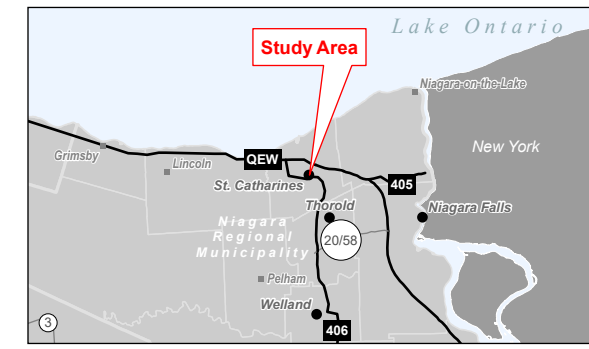 Lake Ontario
Study Area
Niagara-on-the-Lake
New York
Grimsby
Lincoln
QEW
St. Catharines
405
Thorold
Niagara Falls
Niagara
Regional
Municipality
20/58
Pelham
Welland
3
406